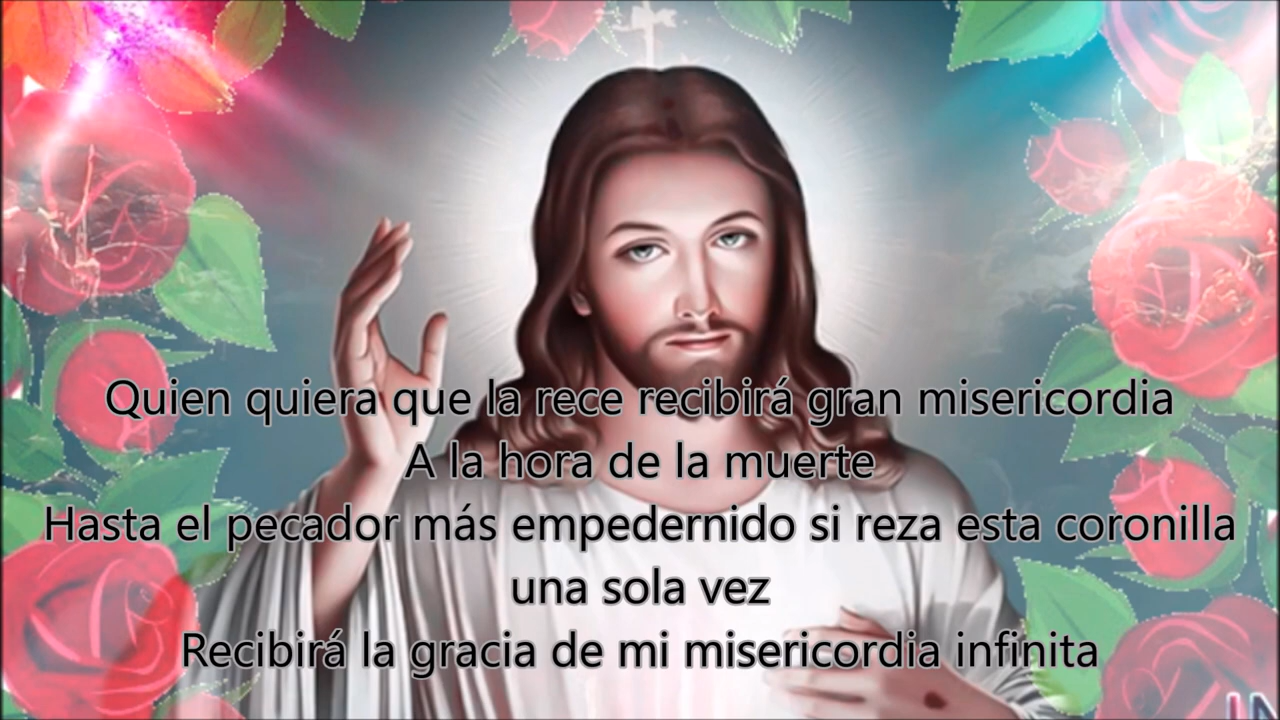 Quien quiera que la rece recibirá gran misericordia
A la hora de la muerte
Hasta el pecador más empedernido si reza esta coronilla
una sola vez
Recibirá la gracia de mi misericordia infinita